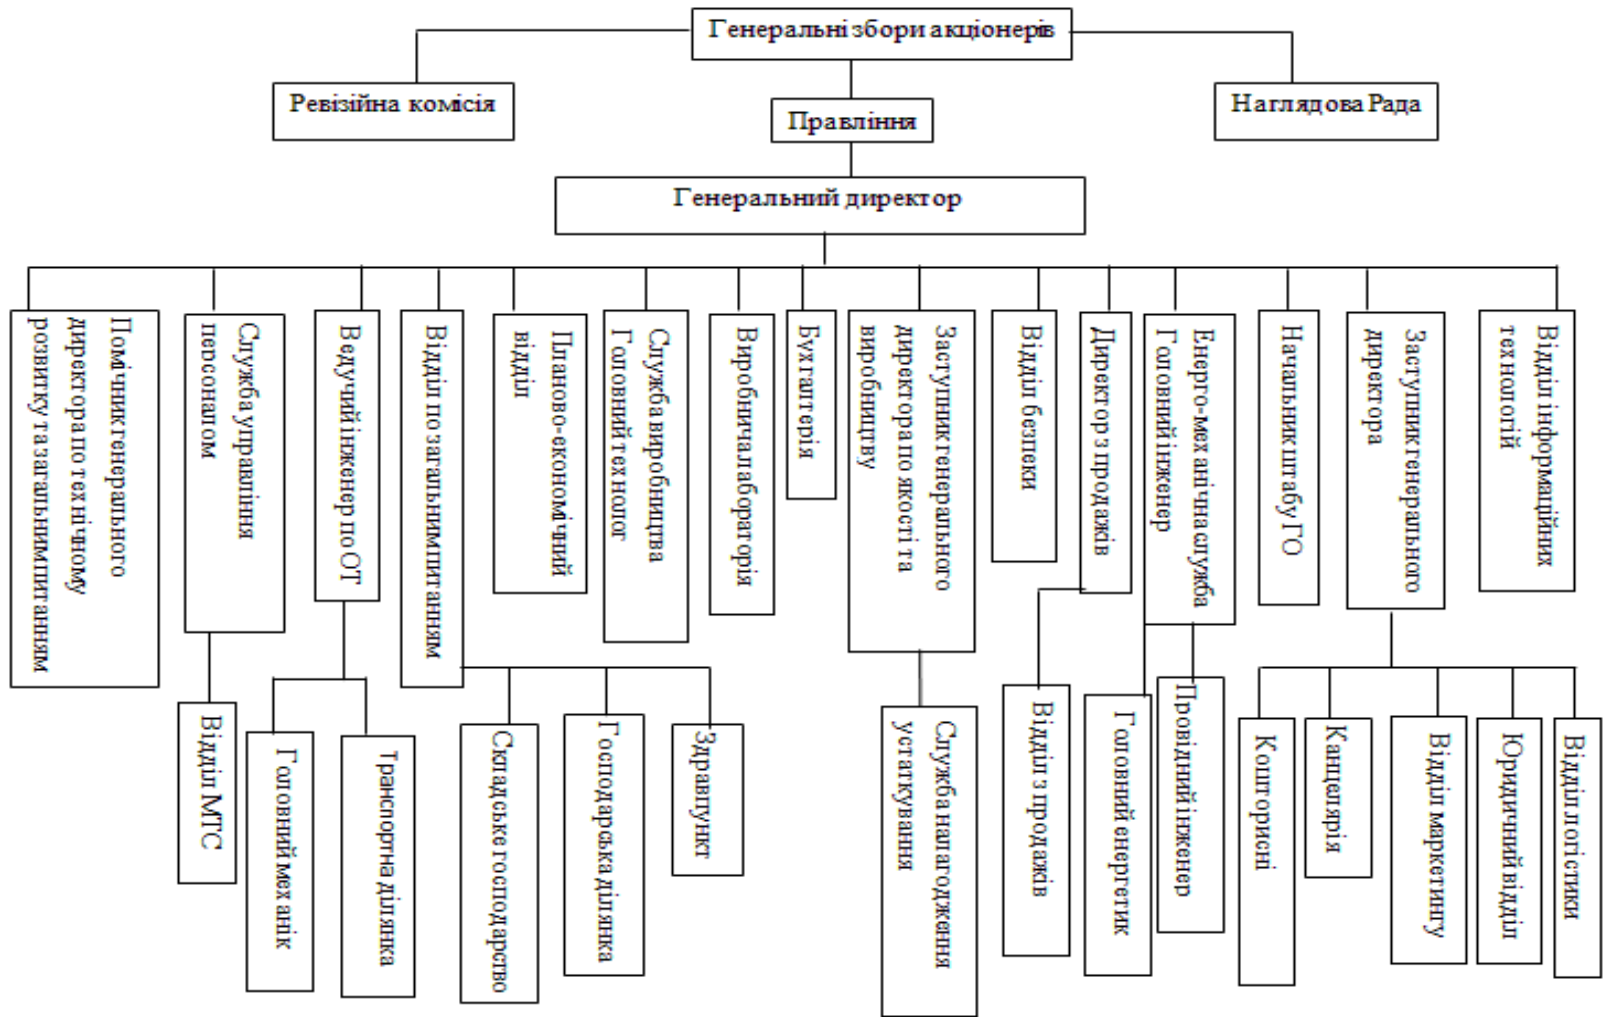 Генеральні збори акціонерів
Ревізійна комісія
Правління
Наглядова Рада
Генеральний директор
Помічник генерального
директора по технічному
розвитку та загальним питанням
Служба управління
персоналом
Ведучий інженер по ОТ
Відділ по загальним питанням
Планово-економічний
відділ
Служба виробництва
Головний технолог
Виробнича лабораторія
Бухгалтерія
Заступник генерального
директора по якості та
виробництву
Відділ безпеки
Директор з продажів
Енерго-механічна служба
Головний інженер
Начальник штабу ГО
Заступник генерального
директора
Відділ інформаційних
технологій
Відділ МТС
Головний механік
Транспортна ділянка
Складське господарство
Господарська ділянка
Здравпункт
Служба налагодження
устаткування
Відділ з продажів
Головний енергетик
Провідний інженер
Кошторисні
Канцелярія
Відділ маркетингу
Юридичний відділ
Відділ логістики